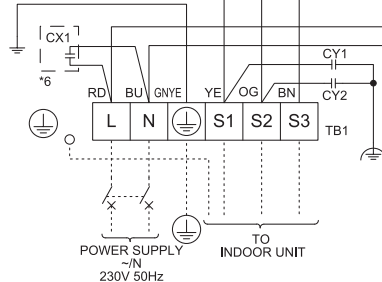 CX1
*6
CY1
CY2
RD BU GNYE YE OG BN
L N S1 S2 S3
TB1
POWER SUPPLY
~/N
230V 50Hz
TO
INDOOR UNIT